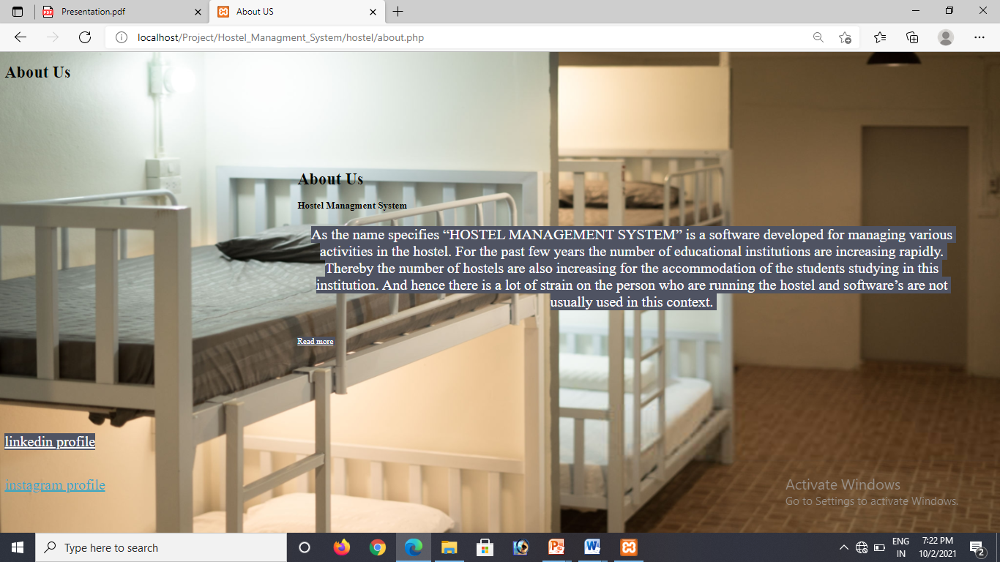 Presentation.pdf
About US
localhost/Project/Hostel_Managment_System/hostel/about.php
About Us
About Us
Hostel Managment System
As the name specifies “HOSTEL MANAGEMENT SYSTEM” is a software developed for managing various
activities in the hostel. For the past few years the number of educational institutions are increasing rapidly.
Thereby the number of hostels are also increasing for the accommodation of the students studying in this
institution. And hence there is a lot of strain on the person who are running the hostel and software’s are not
usually used in this context.
Read more
linkedin profile
instagram profile
Activate Windows
Go to Settings to activate Windows.
Type here to search
ENG
IN
7:22 PM
10/2/2021
2